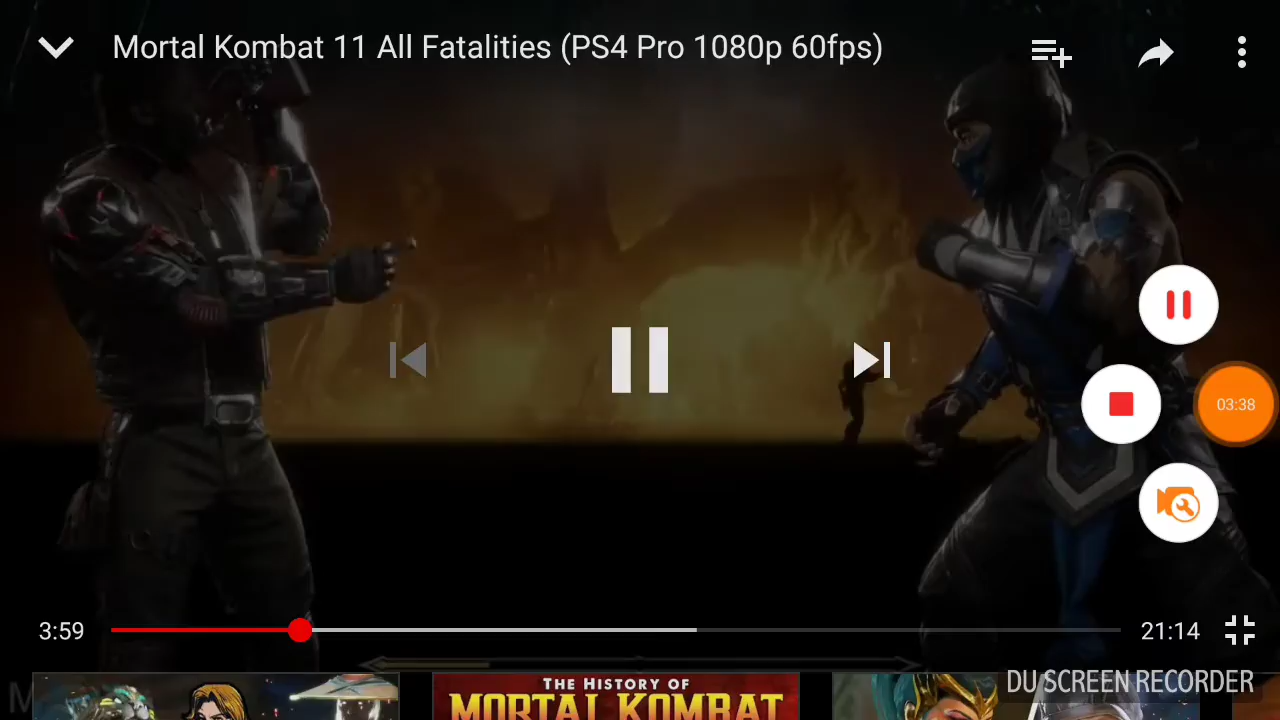 Mortal Kombat 11 All Fatalities (PS4 Pro 1080p 60fps)
03:38
3:59
21:14
DU SCREEN RECORDER
THE HISTORY OF
MORTAL KOMBAT